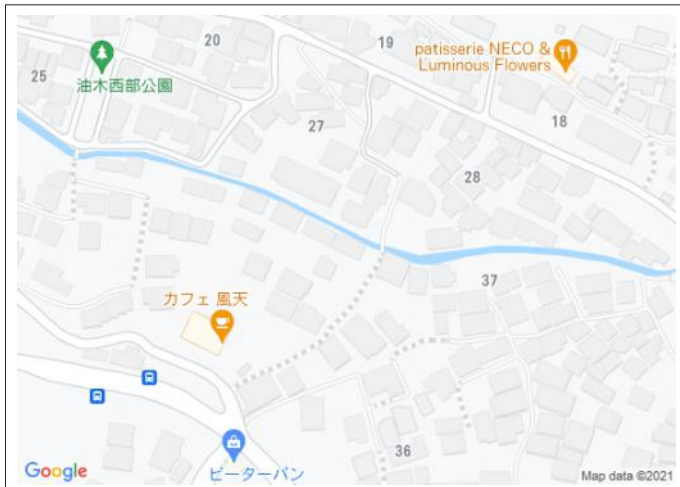 20
19
patisserie NECO &
Luminous Flowers
25
油木西部公園
27
18
28
37
カフェ 風天
36
ピーターパン
Google
Map data ©2021